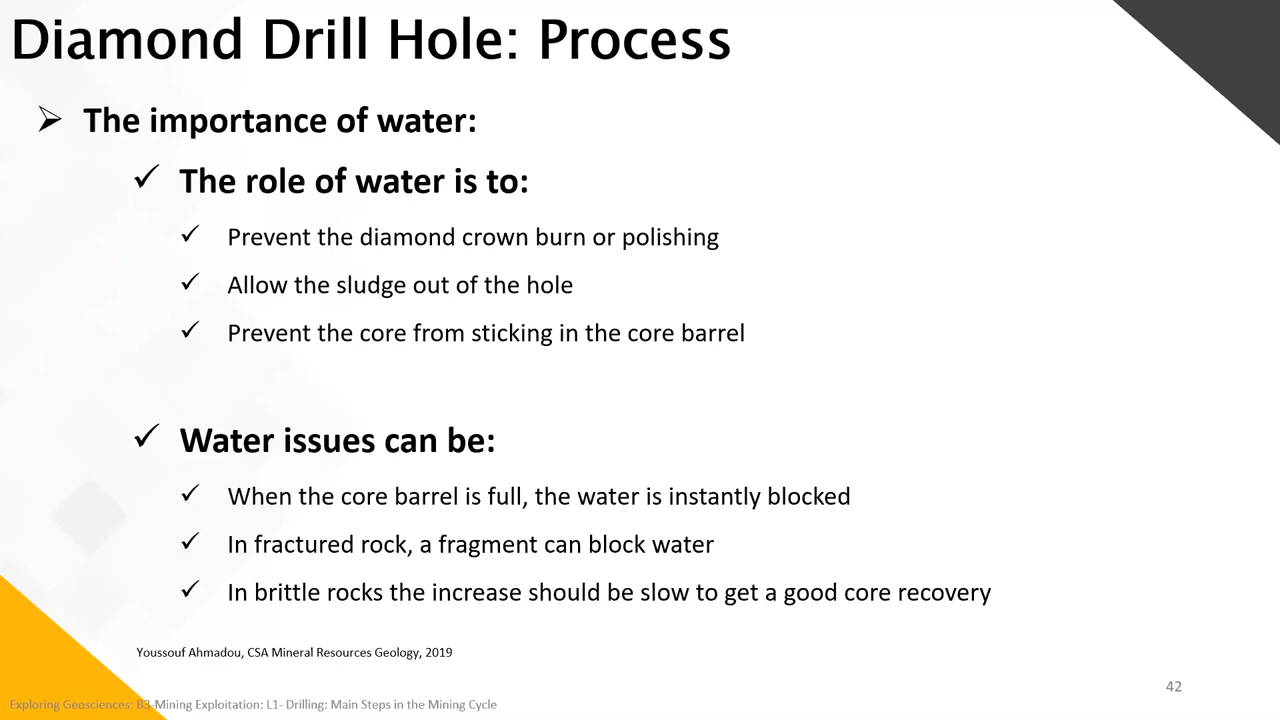 Diamond Drill Hole: Process
The importance of water:
The role of water is to:
Prevent the diamond crown burn or polishing
Allow the sludge out of the hole
Prevent the core from sticking in the core barrel
Water issues can be:
When the core barrel is full, the water is instantly blocked
In fractured rock, a fragment can block water
In brittle rocks the increase should be slow to get a good core recovery
Youssouf Ahmadou, CSA Mineral Resources Geology, 2019
42
Exploring Geosciences: B3-Mining Exploitation: L1- Drilling: Main Steps in the Mining Cycle